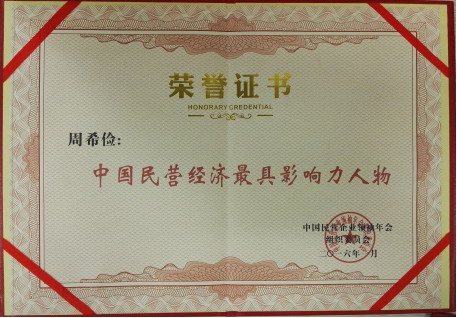 荣誉证书
HONORARY CREDENTIAL
周希俭:
中国民营经济最具影响力人物
中国民营企业领袖年会
组织委员会
二〇一六年 月